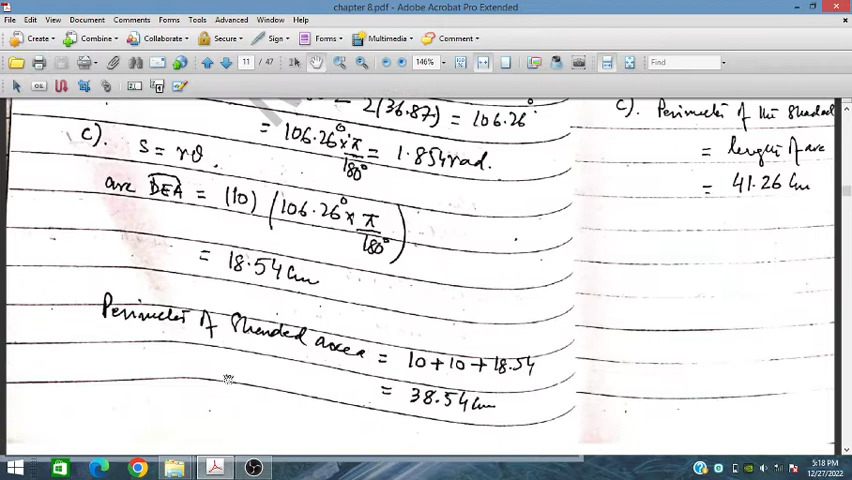 chapter 8.pdf - Adobe Acrobat Pro Extended
File Edit View Document Comments Forms Tools Advanced Window Help
Create Combine Collaborate Secure Sign Forms Multimedia Comment
11 / 47 146% Find
2(36.87) = 106.26°
= 106.26° × π/180° = 1.854 rad.
c). s = rθ.
arc DEA = (10) (106.26° × π/180°)
= 18.54 cm
Perimeter of Shaded area = 10 + 10 + 18.54
= 38.54 cm
c). Perimeter of the Shaded
= length of arc
= 41.26 cm
5:18 PM
12/27/2022